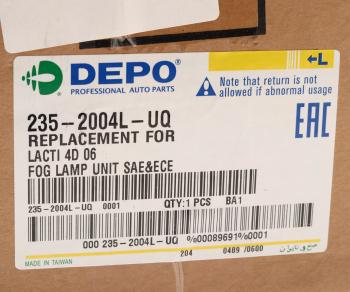 DEPO
PROFESSIONAL AUTO PARTS
←L
Note that return is not
allowed if abnormal usage
235-2004L-UQ
REPLACEMENT FOR
LACTI 4D 06
FOG LAMP UNIT SAE&ECE
EAC
235-2004L-UQ 0001
QTY:1 PCS
BA1
000 235-2004L-UQ %00089691%0001
204
0489 /0600
MADE IN TAIWAN